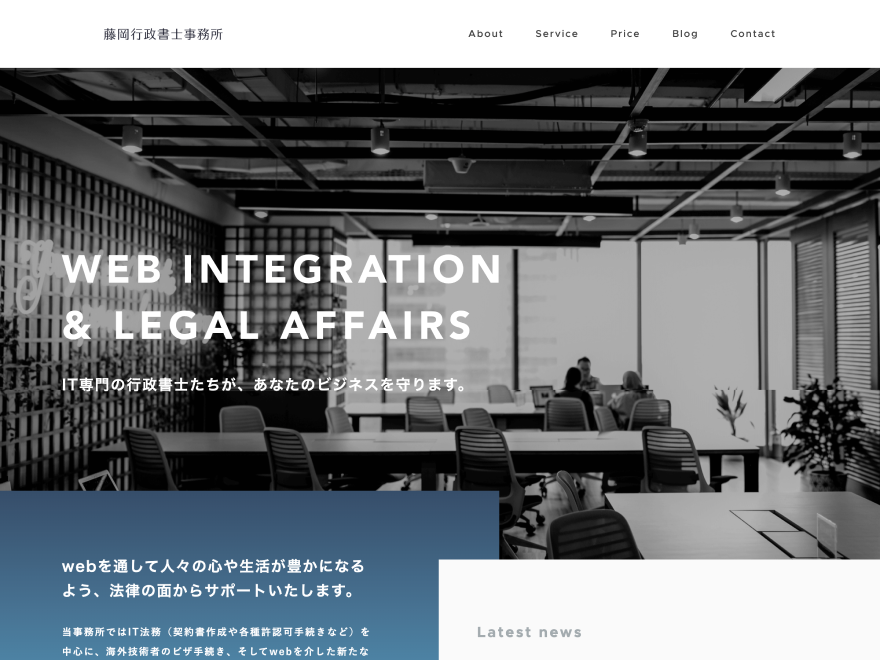 藤岡行政書士事務所
About
Service
Price
Blog
Contact
WEB INTEGRATION
& LEGAL AFFAIRS
IT専門の行政書士たちが、あなたのビジネスを守ります。
webを通して人々の心や生活が豊かになる
よう、法律の面からサポートいたします。
当事務所ではIT法務（契約書作成や各種許認可手続きなど）を
中心に、海外技術者のビザ手続き、そしてwebを介した新たな
Latest news